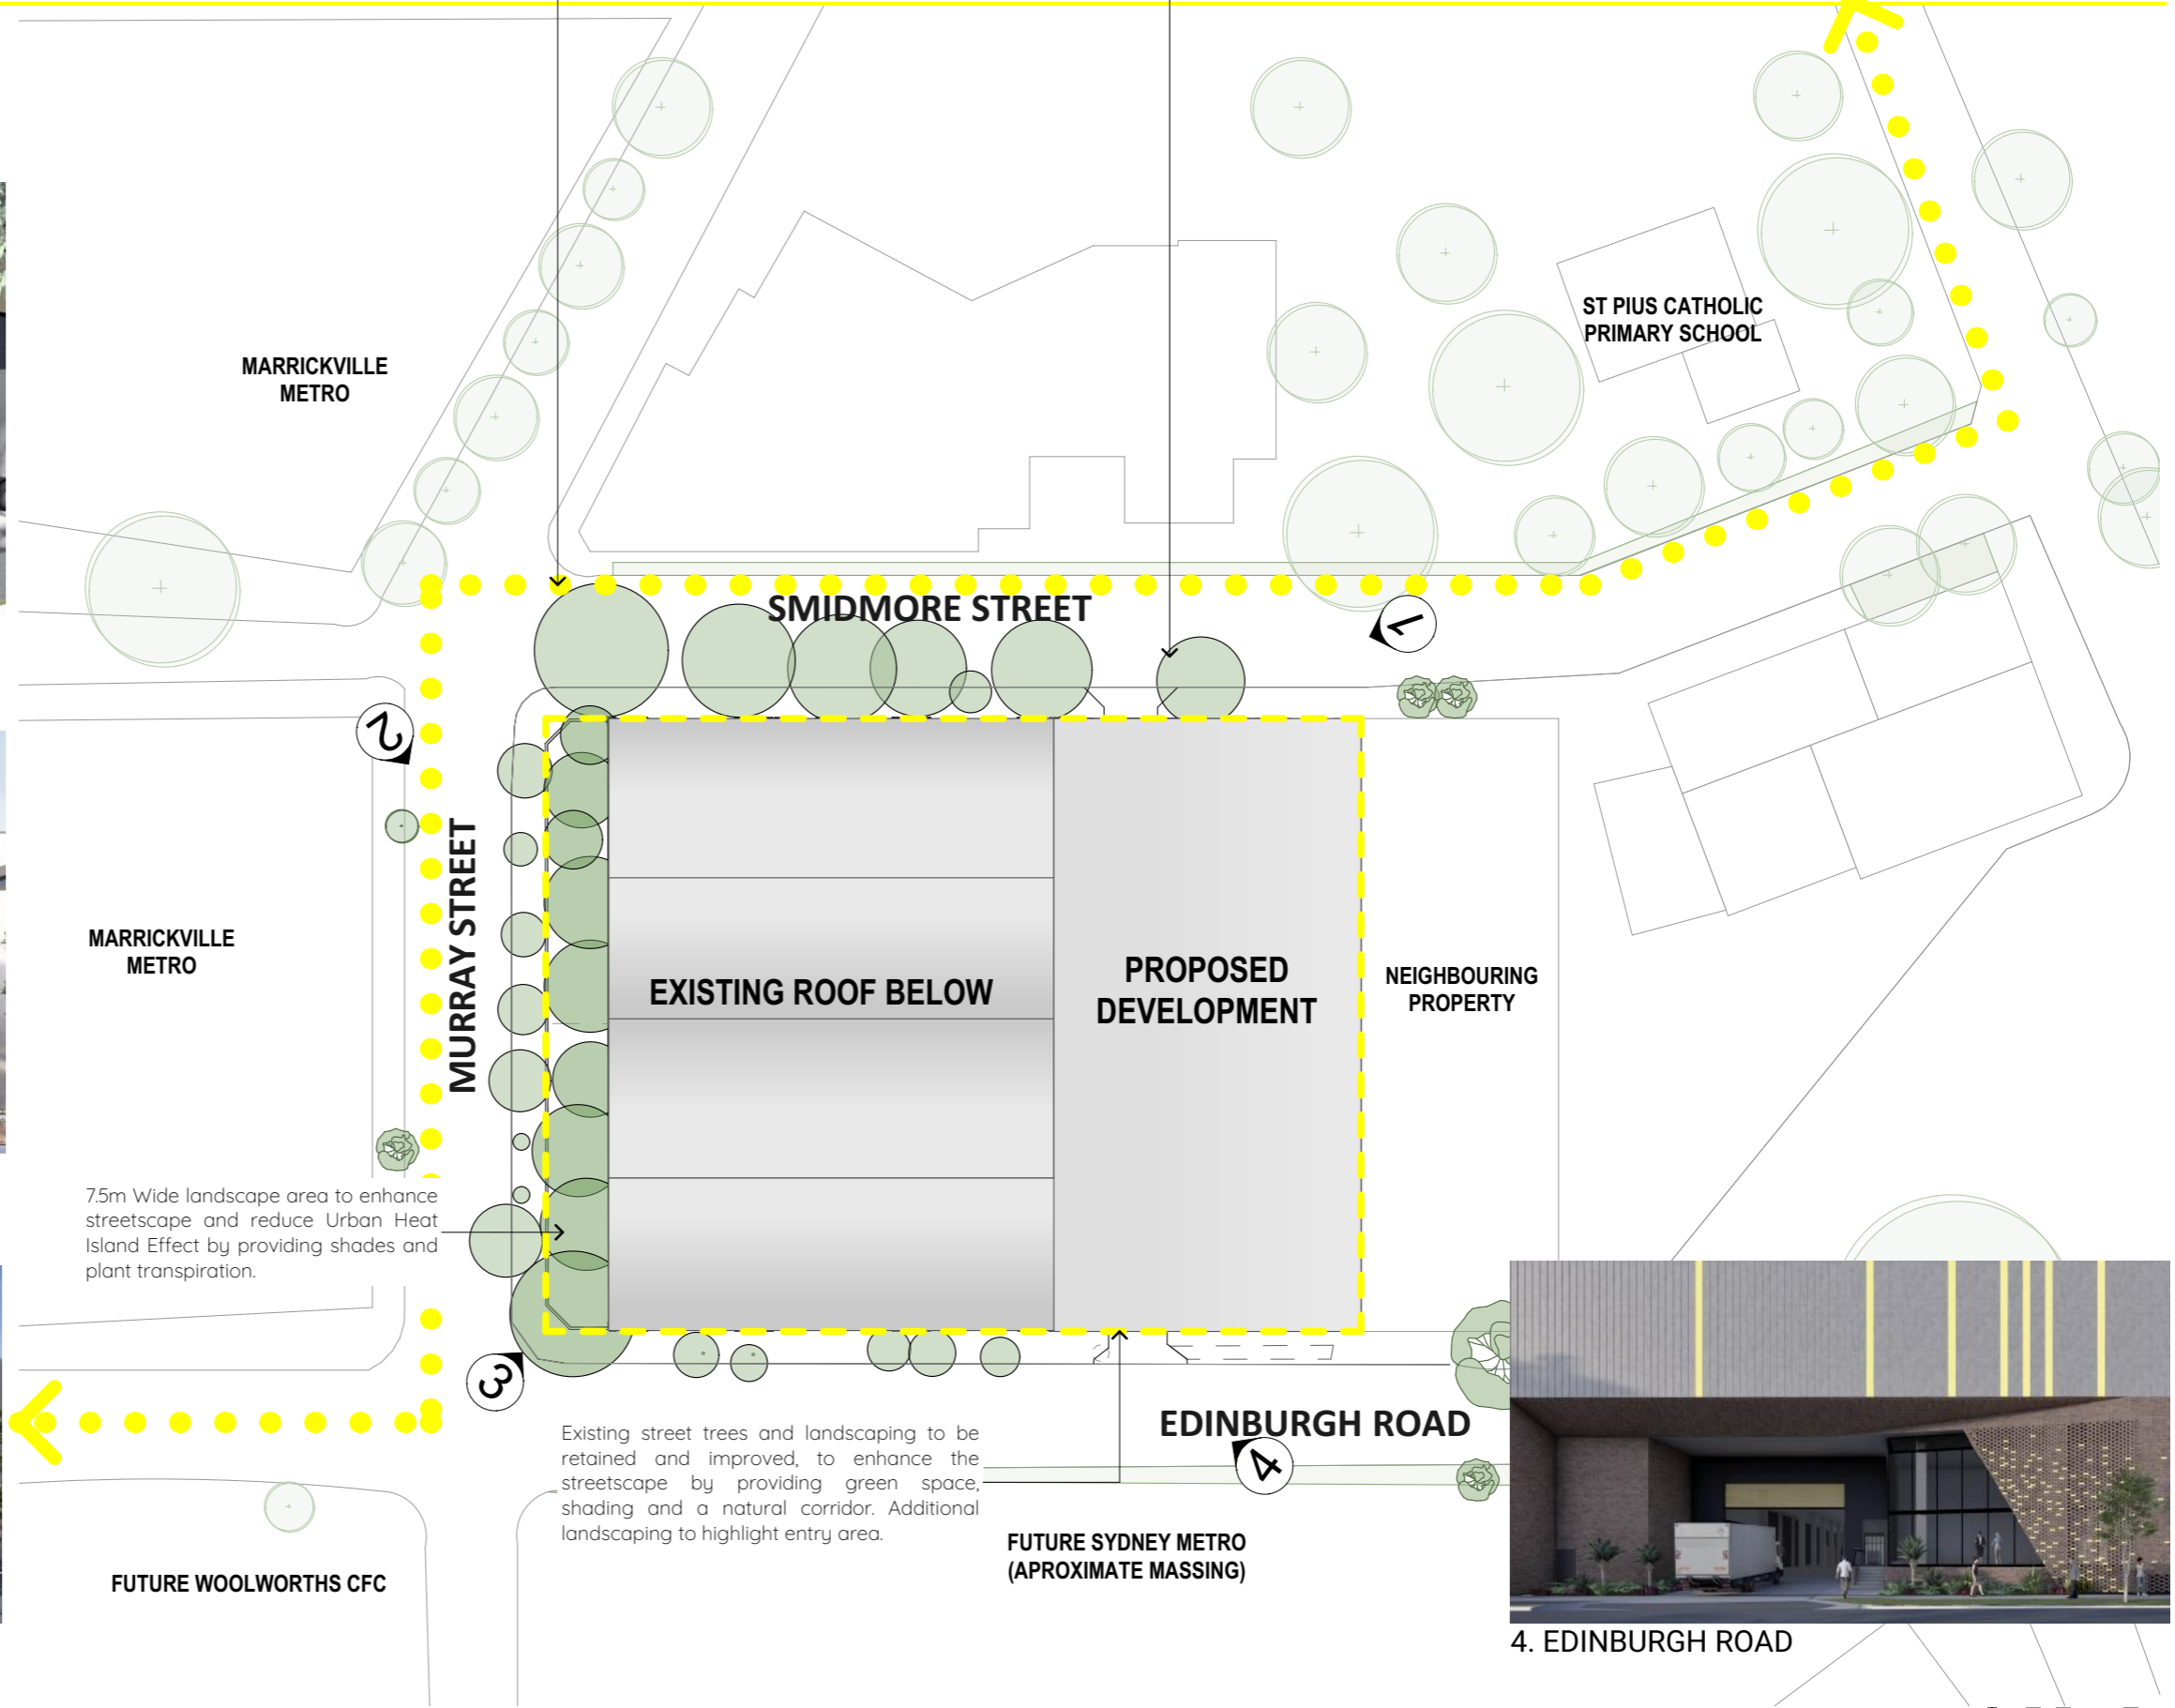 MARRICKVILLE
METRO
ST PIUS CATHOLIC
PRIMARY SCHOOL
SMIDMORE STREET
1
2
MURRAY STREET
MARRICKVILLE
METRO
EXISTING ROOF BELOW
PROPOSED
DEVELOPMENT
NEIGHBOURING
PROPERTY
7.5m Wide landscape area to enhance
streetscape and reduce Urban Heat
Island Effect by providing shades and
plant transpiration.
3
EDINBURGH ROAD
4
Existing street trees and landscaping to be
retained and improved, to enhance the
streetscape by providing green space,
shading and a natural corridor. Additional
landscaping to highlight entry area.
FUTURE SYDNEY METRO
(APROXIMATE MASSING)
FUTURE WOOLWORTHS CFC
4. EDINBURGH ROAD